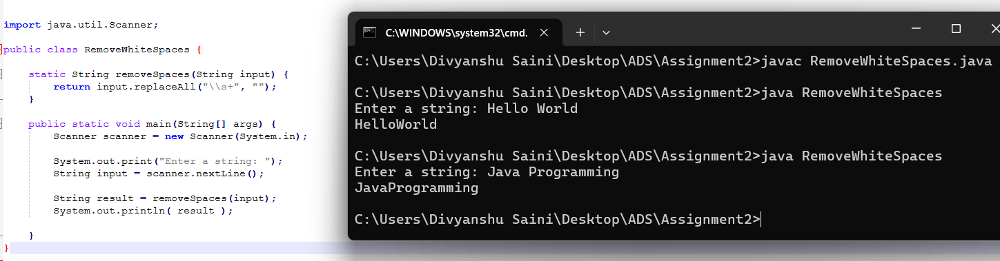 import java.util.Scanner;
public class RemoveWhiteSpaces {
static String removeSpaces(String input) {
return input.replaceAll("\\s+", "");
}
public static void main(String[] args) {
Scanner scanner = new Scanner(System.in);
System.out.print("Enter a string: ");
String input = scanner.nextLine();
String result = removeSpaces(input);
System.out.println( result );
}
}
C:\WINDOWS\system32\cmd.
C:\Users\Divyanshu Saini\Desktop\ADS\Assignment2>javac RemoveWhiteSpaces.java
C:\Users\Divyanshu Saini\Desktop\ADS\Assignment2>java RemoveWhiteSpaces
Enter a string: Hello World
HelloWorld
C:\Users\Divyanshu Saini\Desktop\ADS\Assignment2>java RemoveWhiteSpaces
Enter a string: Java Programming
JavaProgramming
C:\Users\Divyanshu Saini\Desktop\ADS\Assignment2>